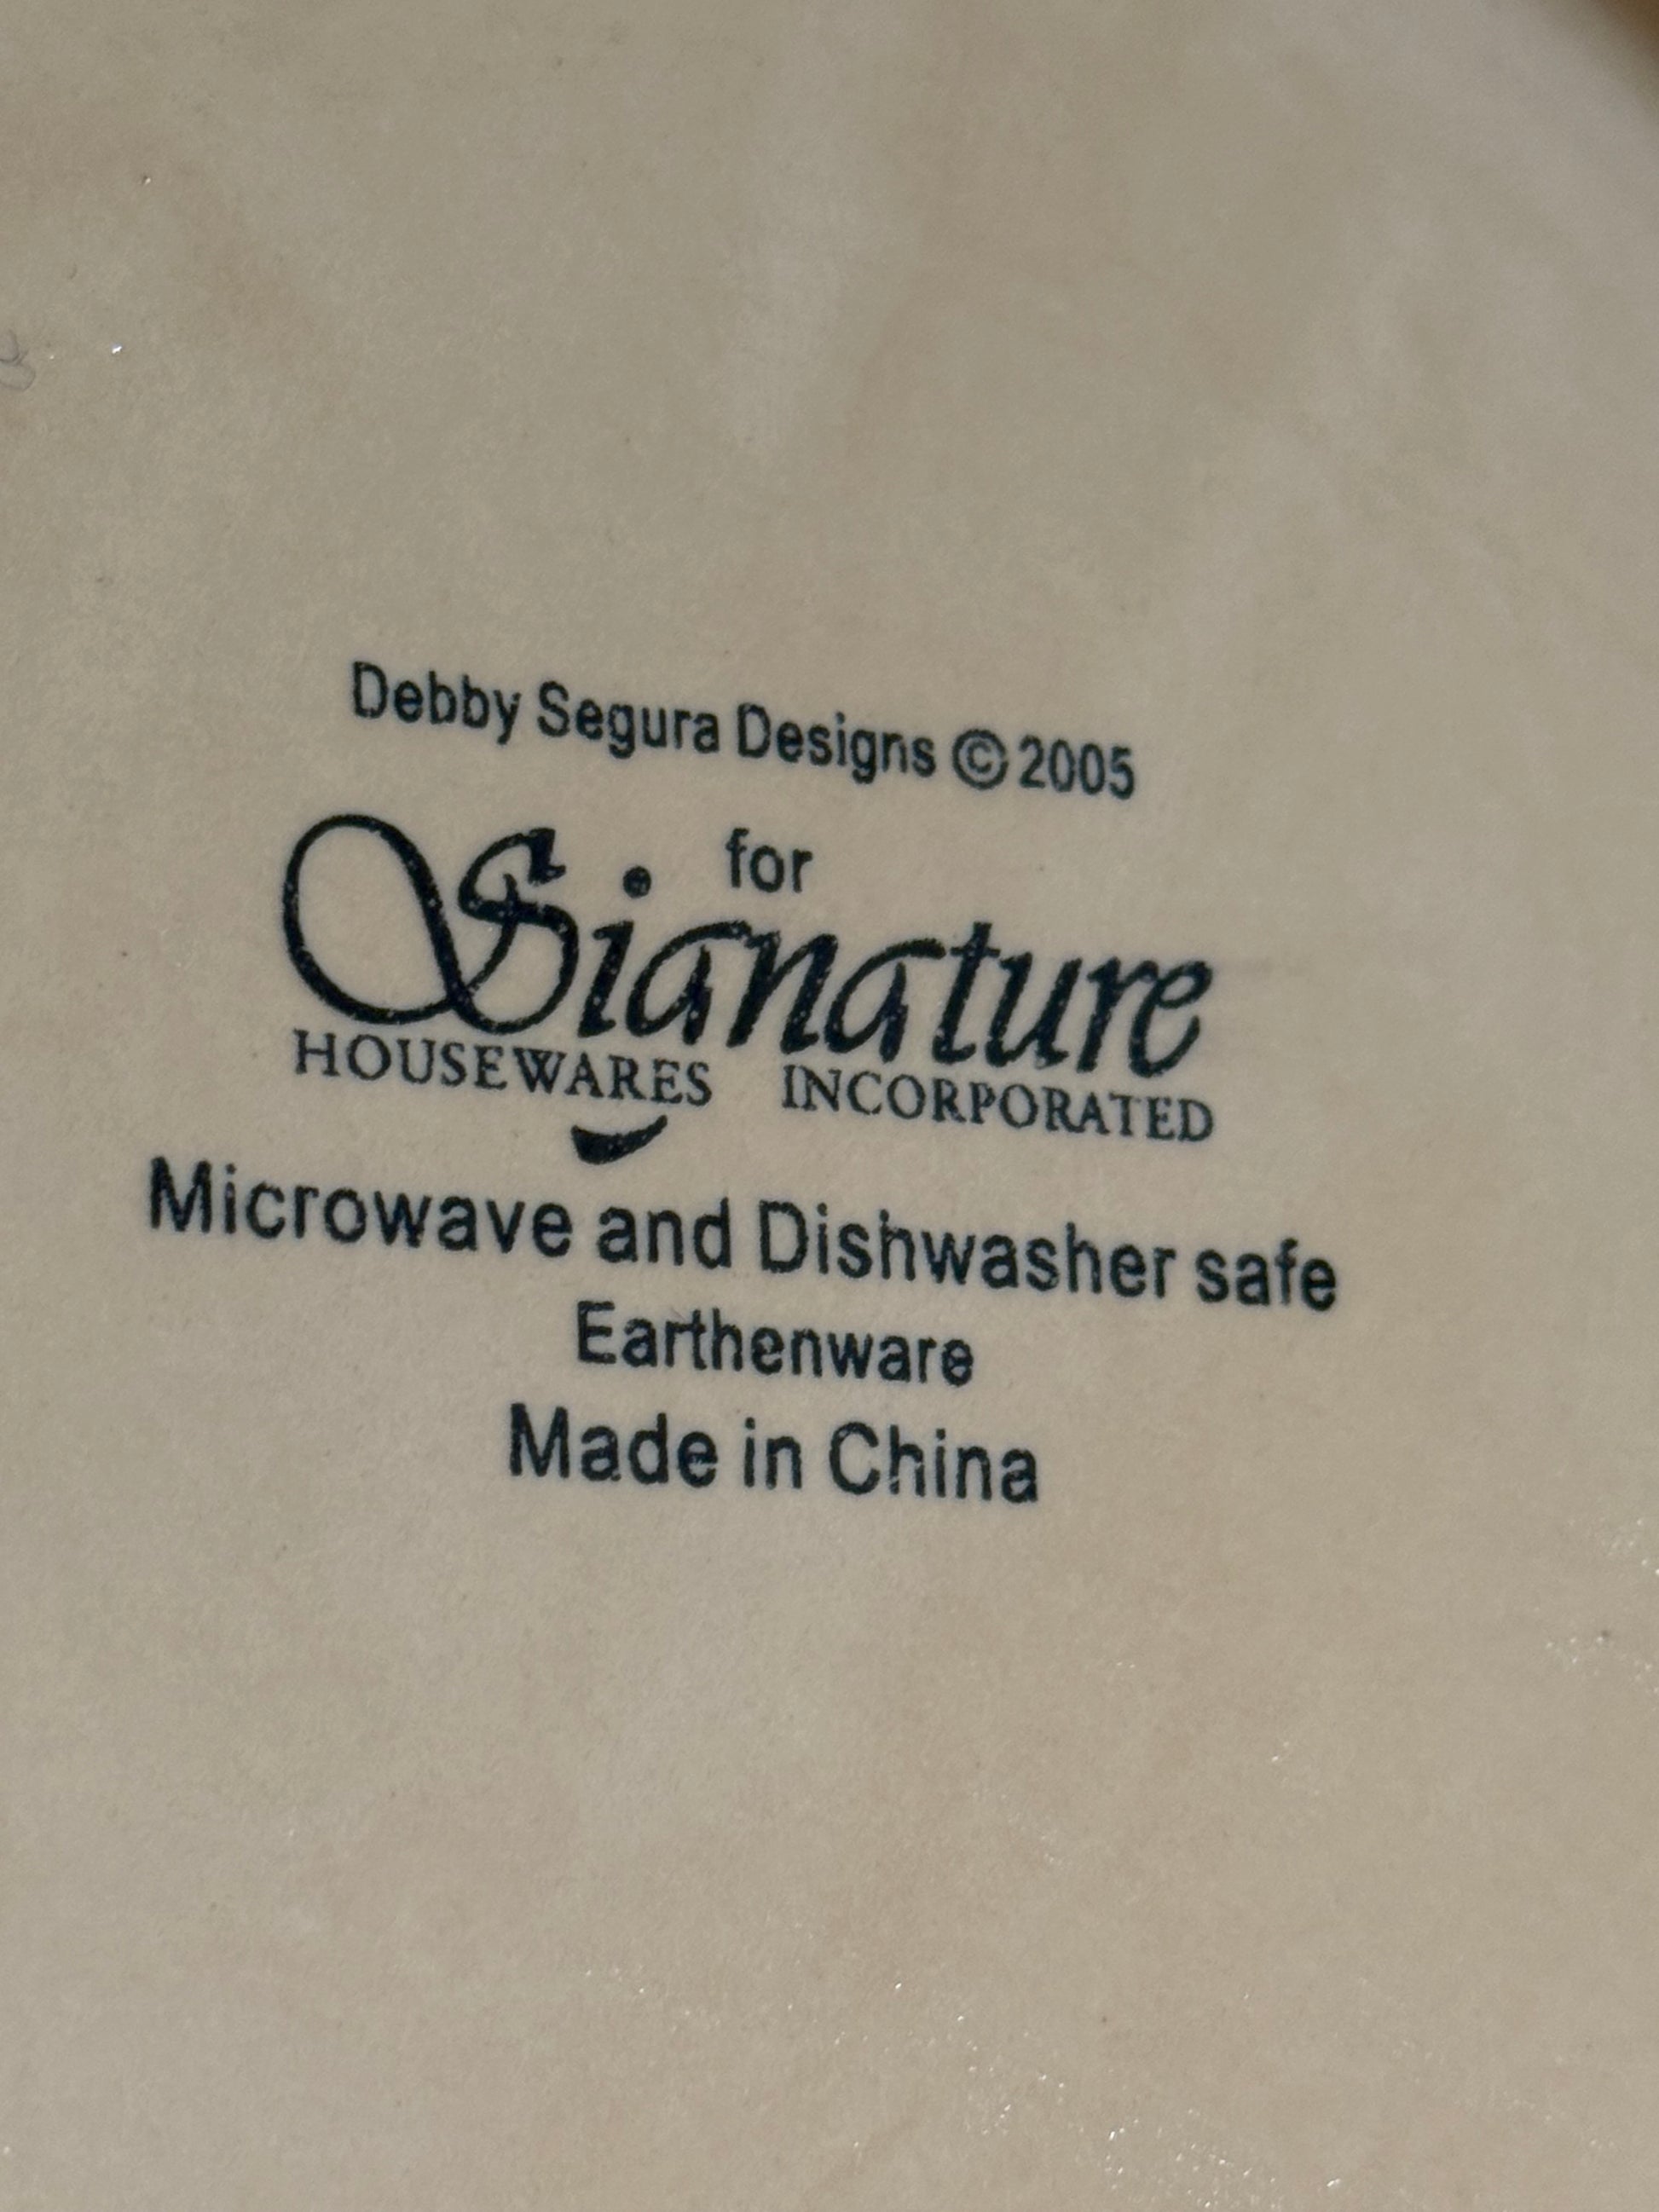 Debby Segura Designs © 2005
for
Signature
HOUSEWARES INCORPORATED
Microwave and Dishwasher safe
Earthenware
Made in China